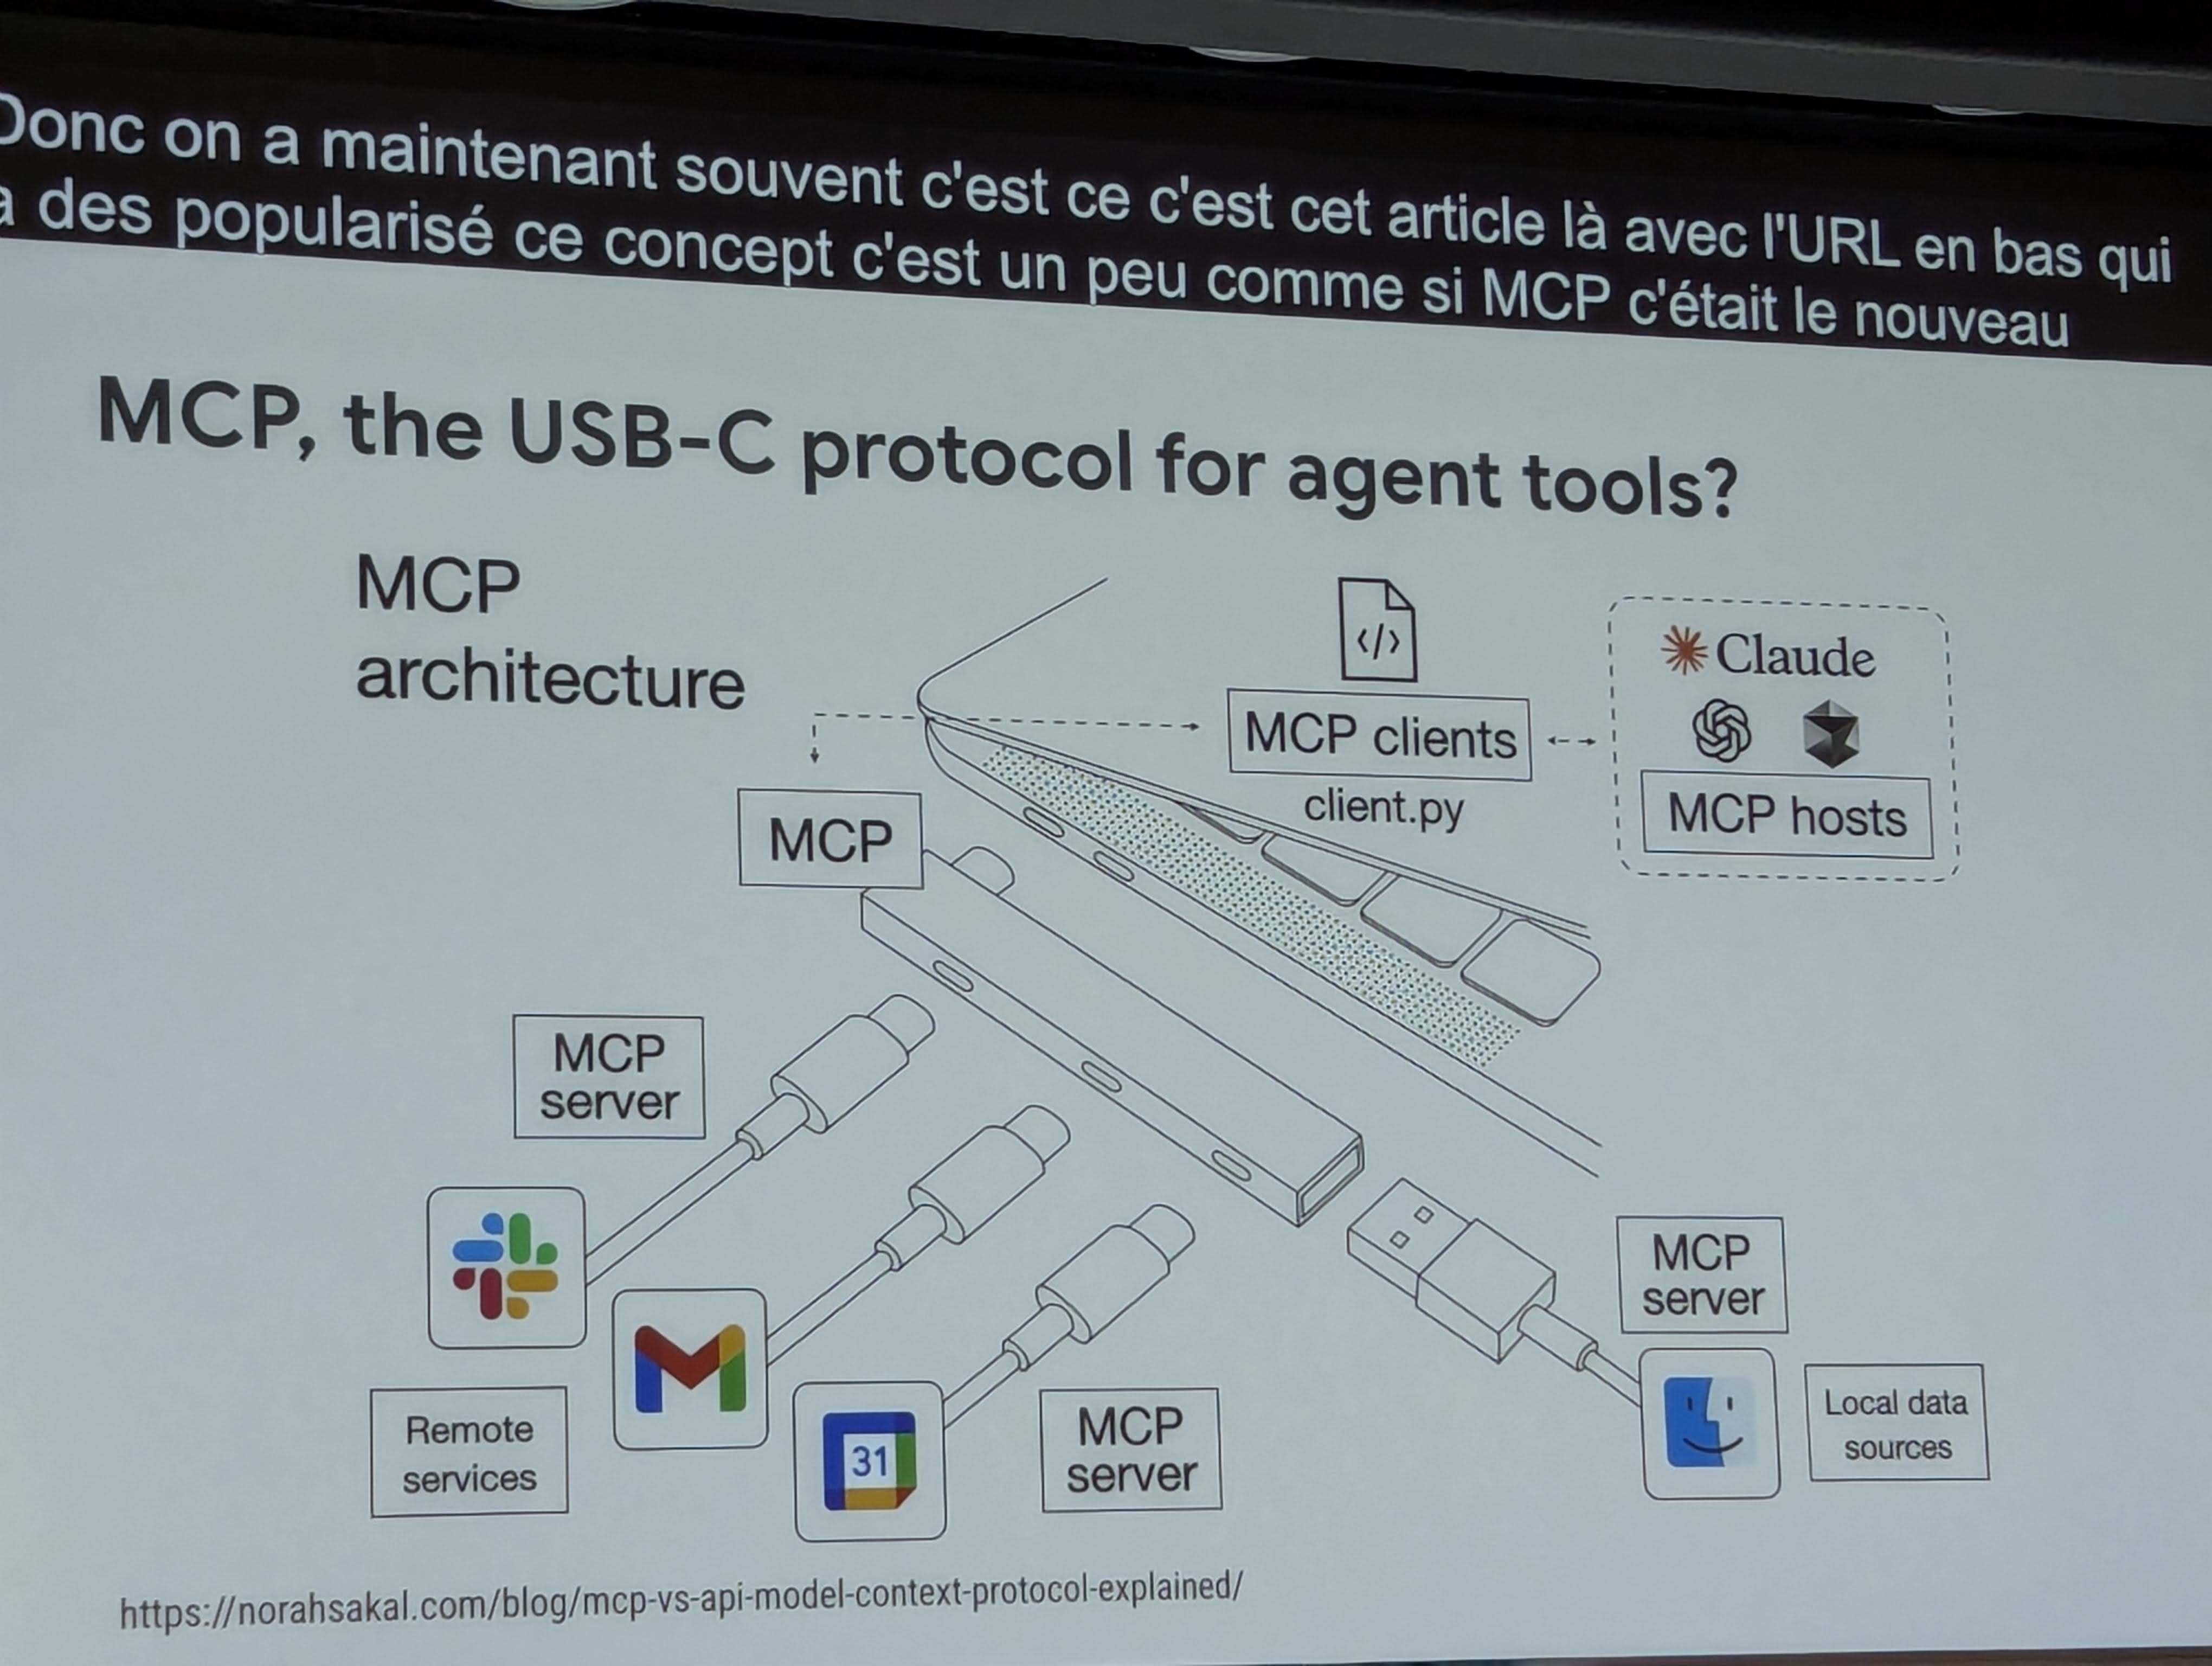 Donc on a maintenant souvent c'est ce c'est cet article là avec l'URL en bas qui
a des popularisé ce concept c'est un peu comme si MCP c'était le nouveau
MCP, the USB-C protocol for agent tools?
MCP
architecture
</>
Claude
MCP clients
client.py
MCP hosts
MCP
MCP
server
MCP
server
Remote
services
31
MCP
server
Local data
sources
https://norahsakal.com/blog/mcp-vs-api-model-context-protocol-explained/